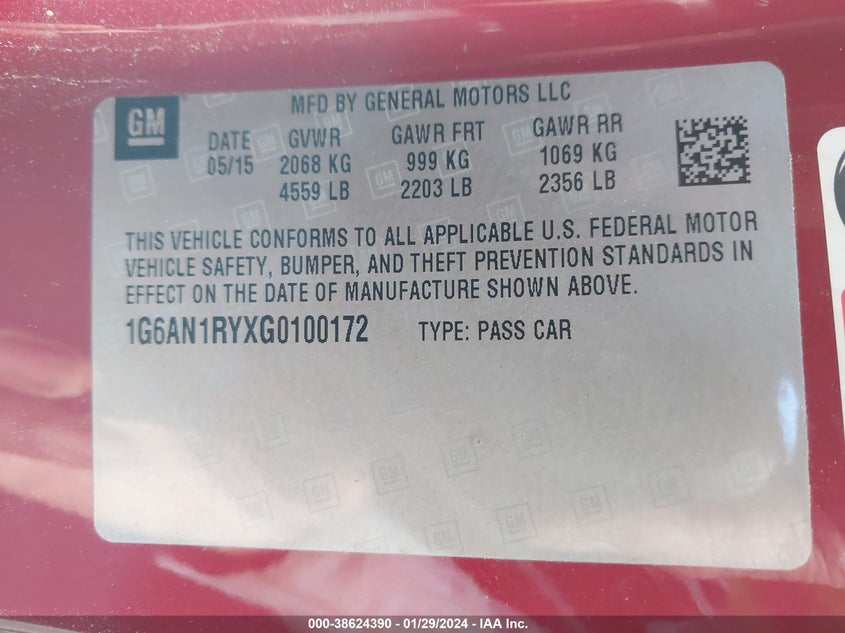 GM
MFD BY GENERAL MOTORS LLC
DATE GVWR GAWR FRT GAWR RR
05/15 2068 KG 999 KG 1069 KG
4559 LB 2203 LB 2356 LB
THIS VEHICLE CONFORMS TO ALL APPLICABLE U.S. FEDERAL MOTOR
VEHICLE SAFETY, BUMPER, AND THEFT PREVENTION STANDARDS IN
EFFECT ON THE DATE OF MANUFACTURE SHOWN ABOVE.
1G6AN1RYXG0100172 TYPE: PASS CAR
000-38624390 - 01/29/2024 - IAA Inc.